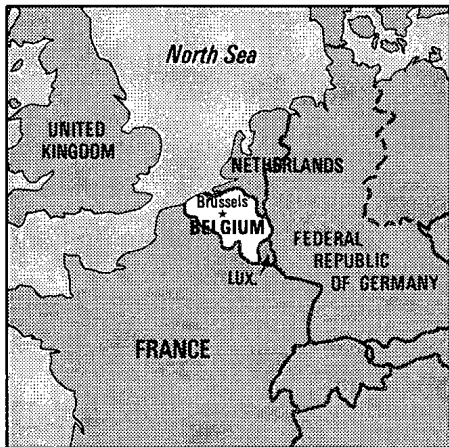 North Sea
UNITED
KINGDOM
NETHERLANDS
Brussels
BELGIUM
FEDERAL
REPUBLIC
OF GERMANY
LUX.
FRANCE